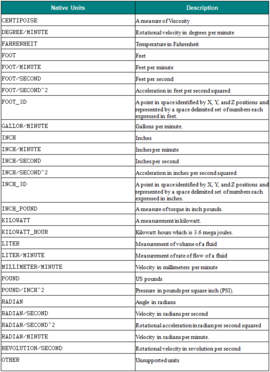 Native Units Description
CENTIPOISE A measure of Viscosity
DEGREE/MINUTE Rotational velocity in degrees per minute
FAHRENHEIT Temperature in Fahrenheit
FOOT Feet
FOOT/MINUTE Feet per minute
FOOT/SECOND Feet per second
FOOT/SECOND^2 Acceleration in feet per second squared
FOOT_3D A point in space identified by X, Y, and Z positions and
represented by a space delimited set of numbers each
expressed in feet.
GALLON/MINUTE Gallons per minute.
INCH Inches
INCH/MINUTE Inches per minute
INCH/SECOND Inches per second
INCH/SECOND^2 Acceleration in inches per second squared
INCH_3D A point in space identified by X, Y, and Z positions and
represented by a space delimited set of numbers each
expressed in inches.
INCH_POUND A measure of torque in inch pounds.
KILOWATT A measurement in kilowatt.
KILOWATT_HOUR Kilowatt hours which is 3.6 mega joules.
LITER Measurement of volume of a fluid
LITER/MINUTE Measurement of rate of flow of a fluid
MILLIMETER/MINUTE Velocity in millimeters per minute
POUND US pounds
POUND/INCH^2 Pressure in pounds per square inch (PSI).
RADIAN Angle in radians
RADIAN/SECOND Velocity in radians per second
RADIAN/SECOND^2 Rotational acceleration in radian per second squared
RADIAN/MINUTE Velocity in radians per minute.
REVOLUTION/SECOND Rotational velocity in revolution per second
OTHER Unsupported units